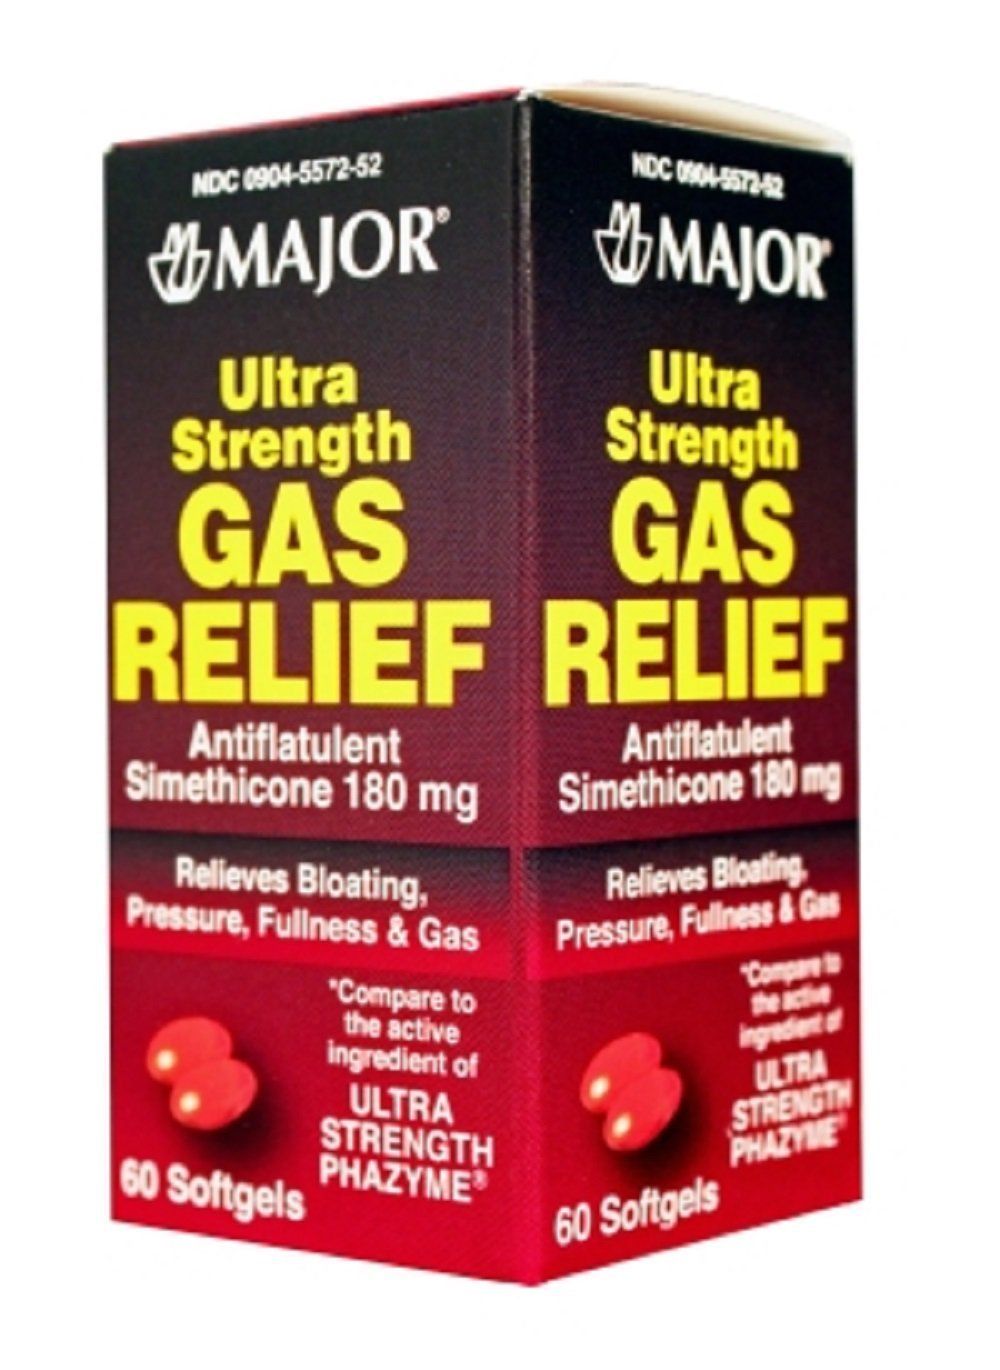 NDC 0904-5572-52
MAJOR®
Ultra
Strength
GAS
RELIEF
Antiflatulent
Simethicone 180 mg
Relieves Bloating,
Pressure, Fullness & Gas
*Compare to
the active
ingredient of
ULTRA
STRENGTH
PHAZYME®
60 Softgels
NDC 0904-5572-52
MAJOR®
Ultra
Strength
GAS
RELIEF
Antiflatulent
Simethicone 180 mg
Relieves Bloating,
Pressure, Fullness & Gas
*Compare to
the active
ingredient of
ULTRA
STRENGTH
PHAZYME®
60 Softgels